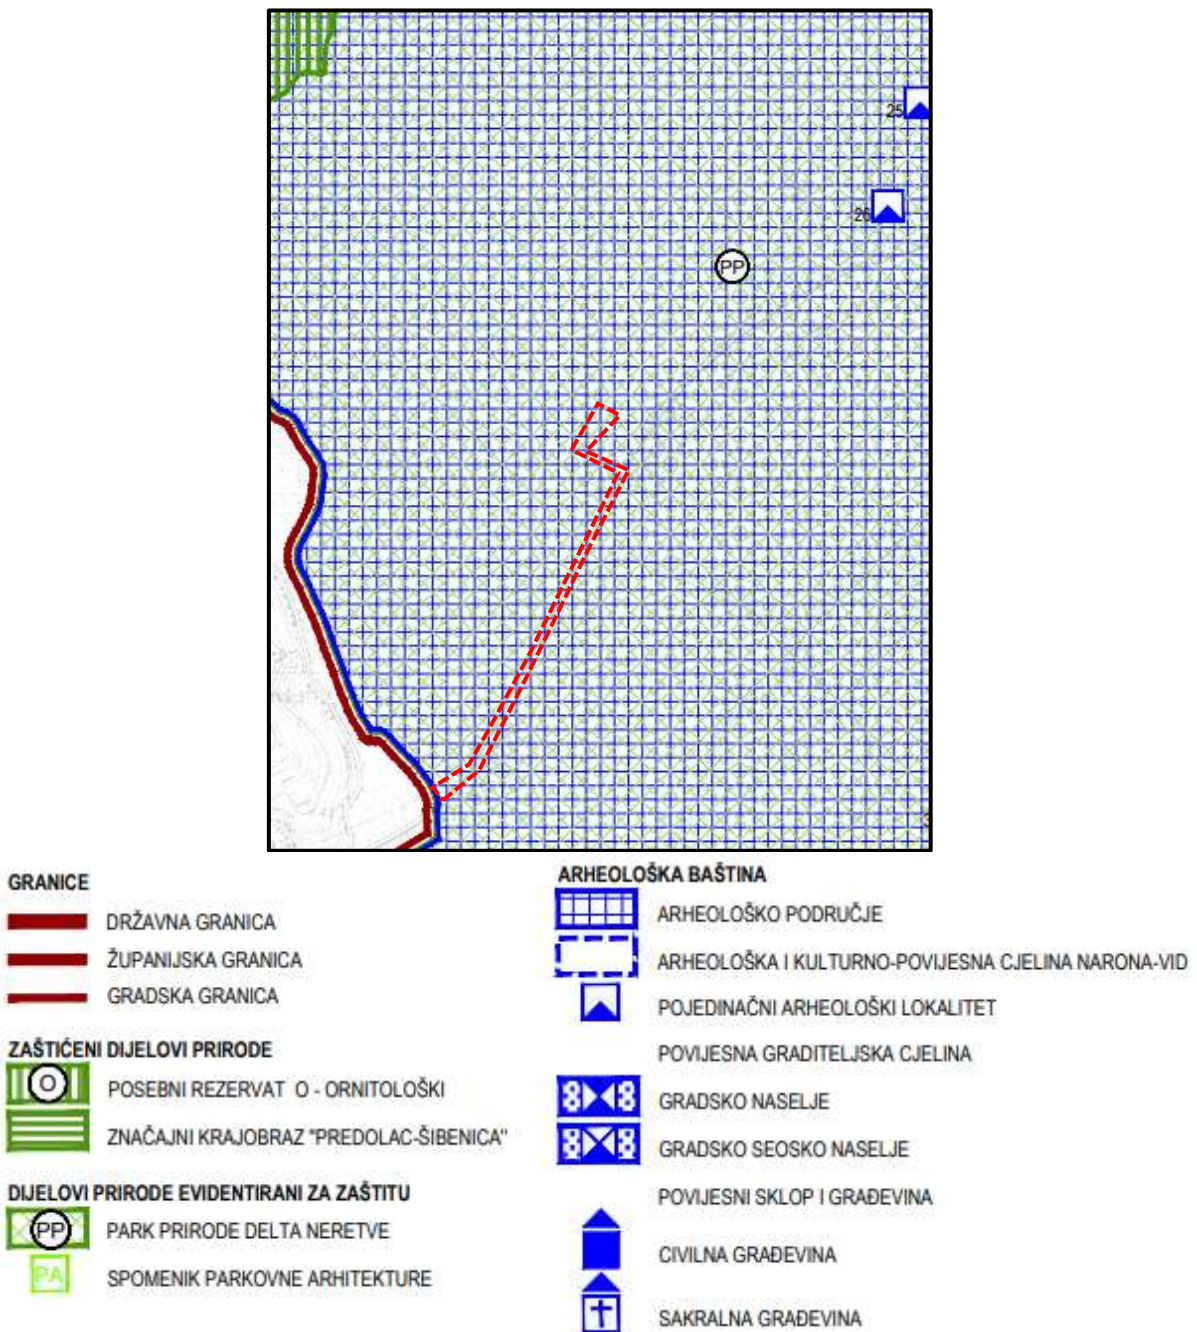 25
26
PP
GRANICE
DRŽAVNA GRANICA
ŽUPANIJSKA GRANICA
GRADSKA GRANICA
ZAŠTIĆENI DIJELOVI PRIRODE
O
POSEBNI REZERVAT O - ORNITOLOŠKI
ZNAČAJNI KRAJOBRAZ "PREDOLAC-ŠIBENICA"
DIJELOVI PRIRODE EVIDENTIRANI ZA ZAŠTITU
PP
PARK PRIRODE DELTA NERETVE
PA
SPOMENIK PARKOVNE ARHITEKTURE
ARHEOLOŠKA BAŠTINA
ARHEOLOŠKO PODRUČJE
ARHEOLOŠKA I KULTURNO-POVIJESNA CJELINA NARONA-VID
POJEDINAČNI ARHEOLOŠKI LOKALITET
POVIJESNA GRADITELJSKA CJELINA
GRADSKO NASELJE
GRADSKO SEOSKO NASELJE
POVIJESNI SKLOP I GRAĐEVINA
CIVILNA GRAĐEVINA
SAKRALNA GRAĐEVINA